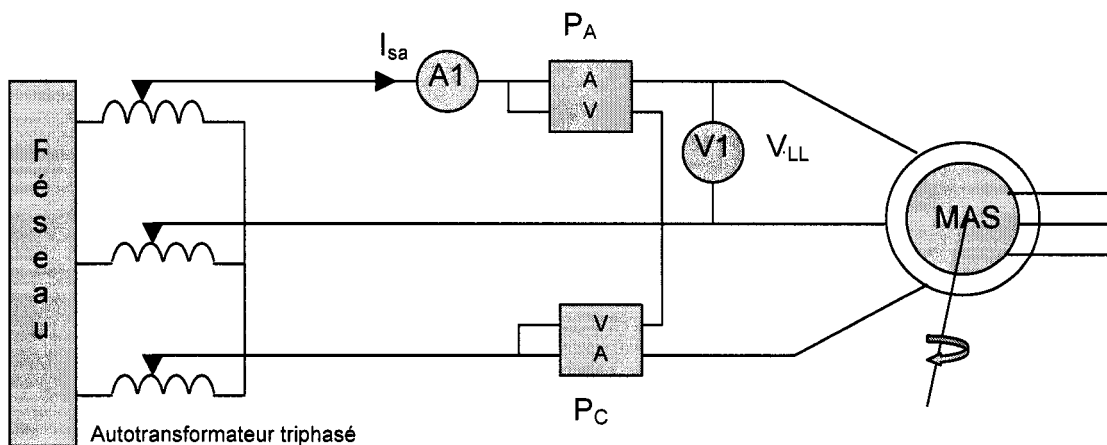 P_A
I_sa
A1
A
V
V1
V_LL
Réseau
MAS
V
A
P_C
Autotransformateur triphasé